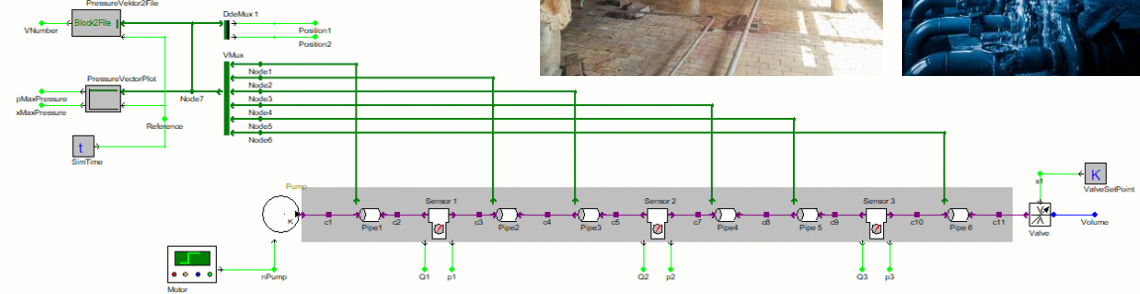 PressureVektor2File
Block2File
VNumber
DdeMux 1
Position1
Position2
VMux
Node1
Node2
Node3
Node4
Node5
Node6
PressureVectorPlot
pMaxPressure
xMaxPressure
Node7
Reference
t
SimTime
Pump
K
c1
Pipe1
c2
Sensor 1
c3
Pipe2
c4
Pipe3
c5
Sensor 2
c7
Pipe4
c8
Pipe 5
c9
Sensor 3
c10
Pipe 6
c11
s1
K
ValveSetPoint
Valve
Volume
Motor
nPump
Q1
p1
Q2
p2
Q3
p3